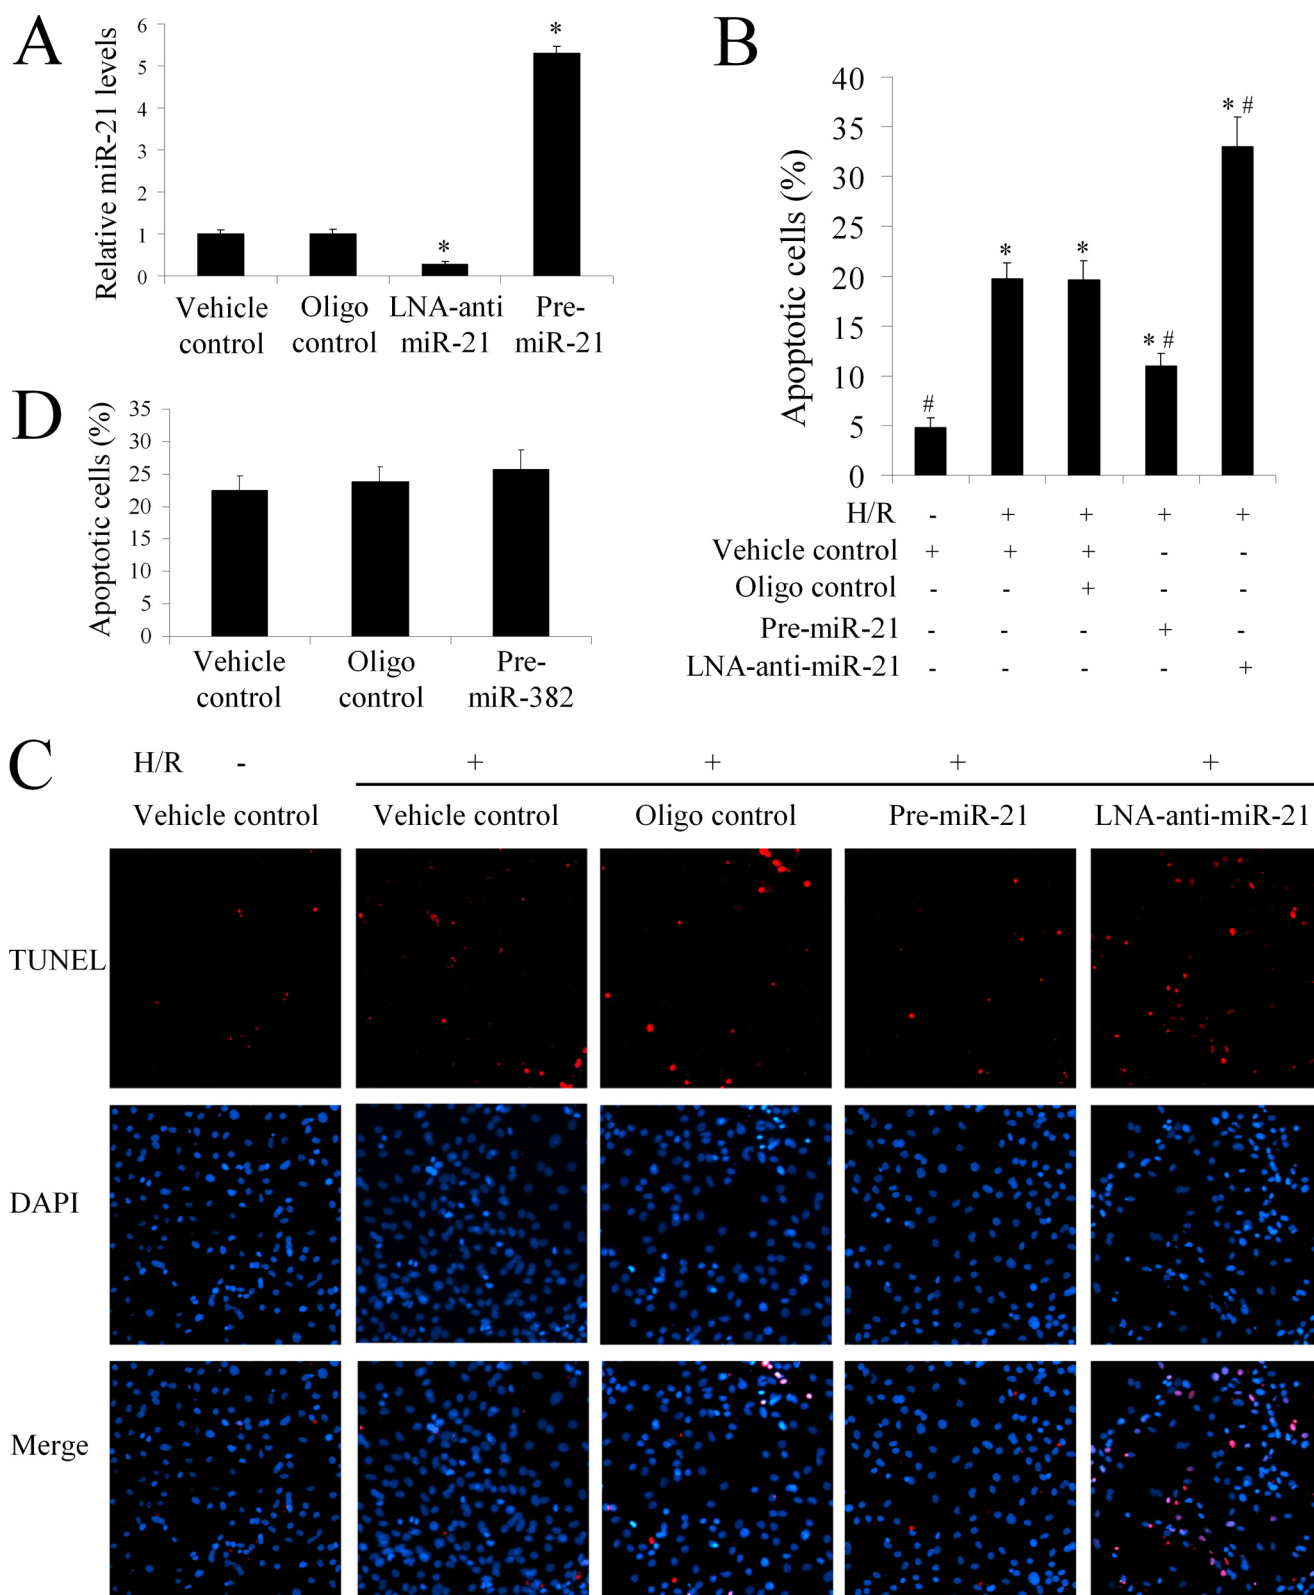 A
Relative miR-21 levels
6
5
4
3
2
1
0
*
*
Vehicle control
Oligo control
LNA-anti miR-21
Pre-miR-21
B
Apoptotic cells (%)
40
35
30
25
20
15
10
5
0
#
*
*
* #
* #
H/R - + + + +
Vehicle control + + + - -
Oligo control - - + - -
Pre-miR-21 - - - + -
LNA-anti-miR-21 - - - - +
D
Apoptotic cells (%)
35
30
25
20
15
10
5
0
Vehicle control
Oligo control
Pre-miR-382
C
H/R - + + + +
Vehicle control Vehicle control Oligo control Pre-miR-21 LNA-anti-miR-21
TUNEL
DAPI
Merge